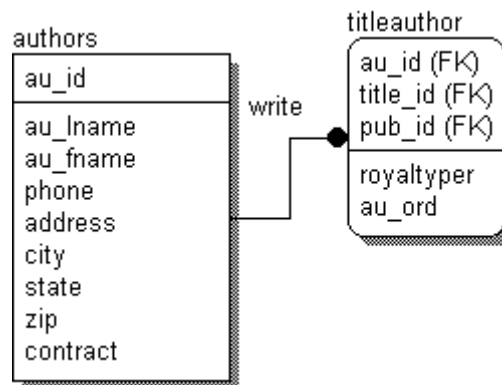 authors
au_id
au_lname
au_fname
phone
address
city
state
zip
contract
write
titleauthor
au_id (FK)
title_id (FK)
pub_id (FK)
royaltyper
au_ord